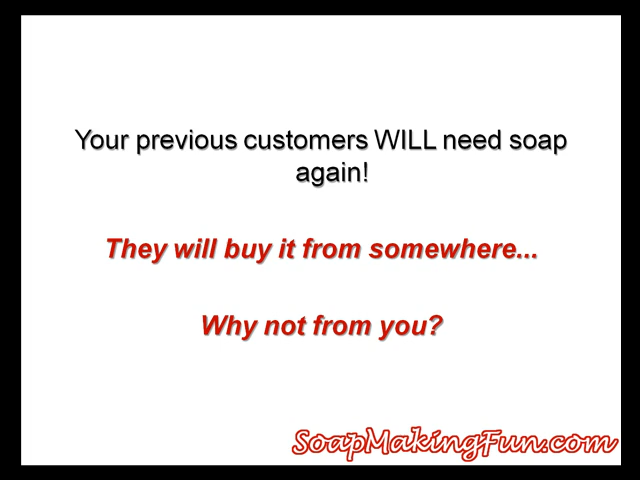 Your previous customers WILL need soap
again!
They will buy it from somewhere...
Why not from you?
SoapMakingFun.com